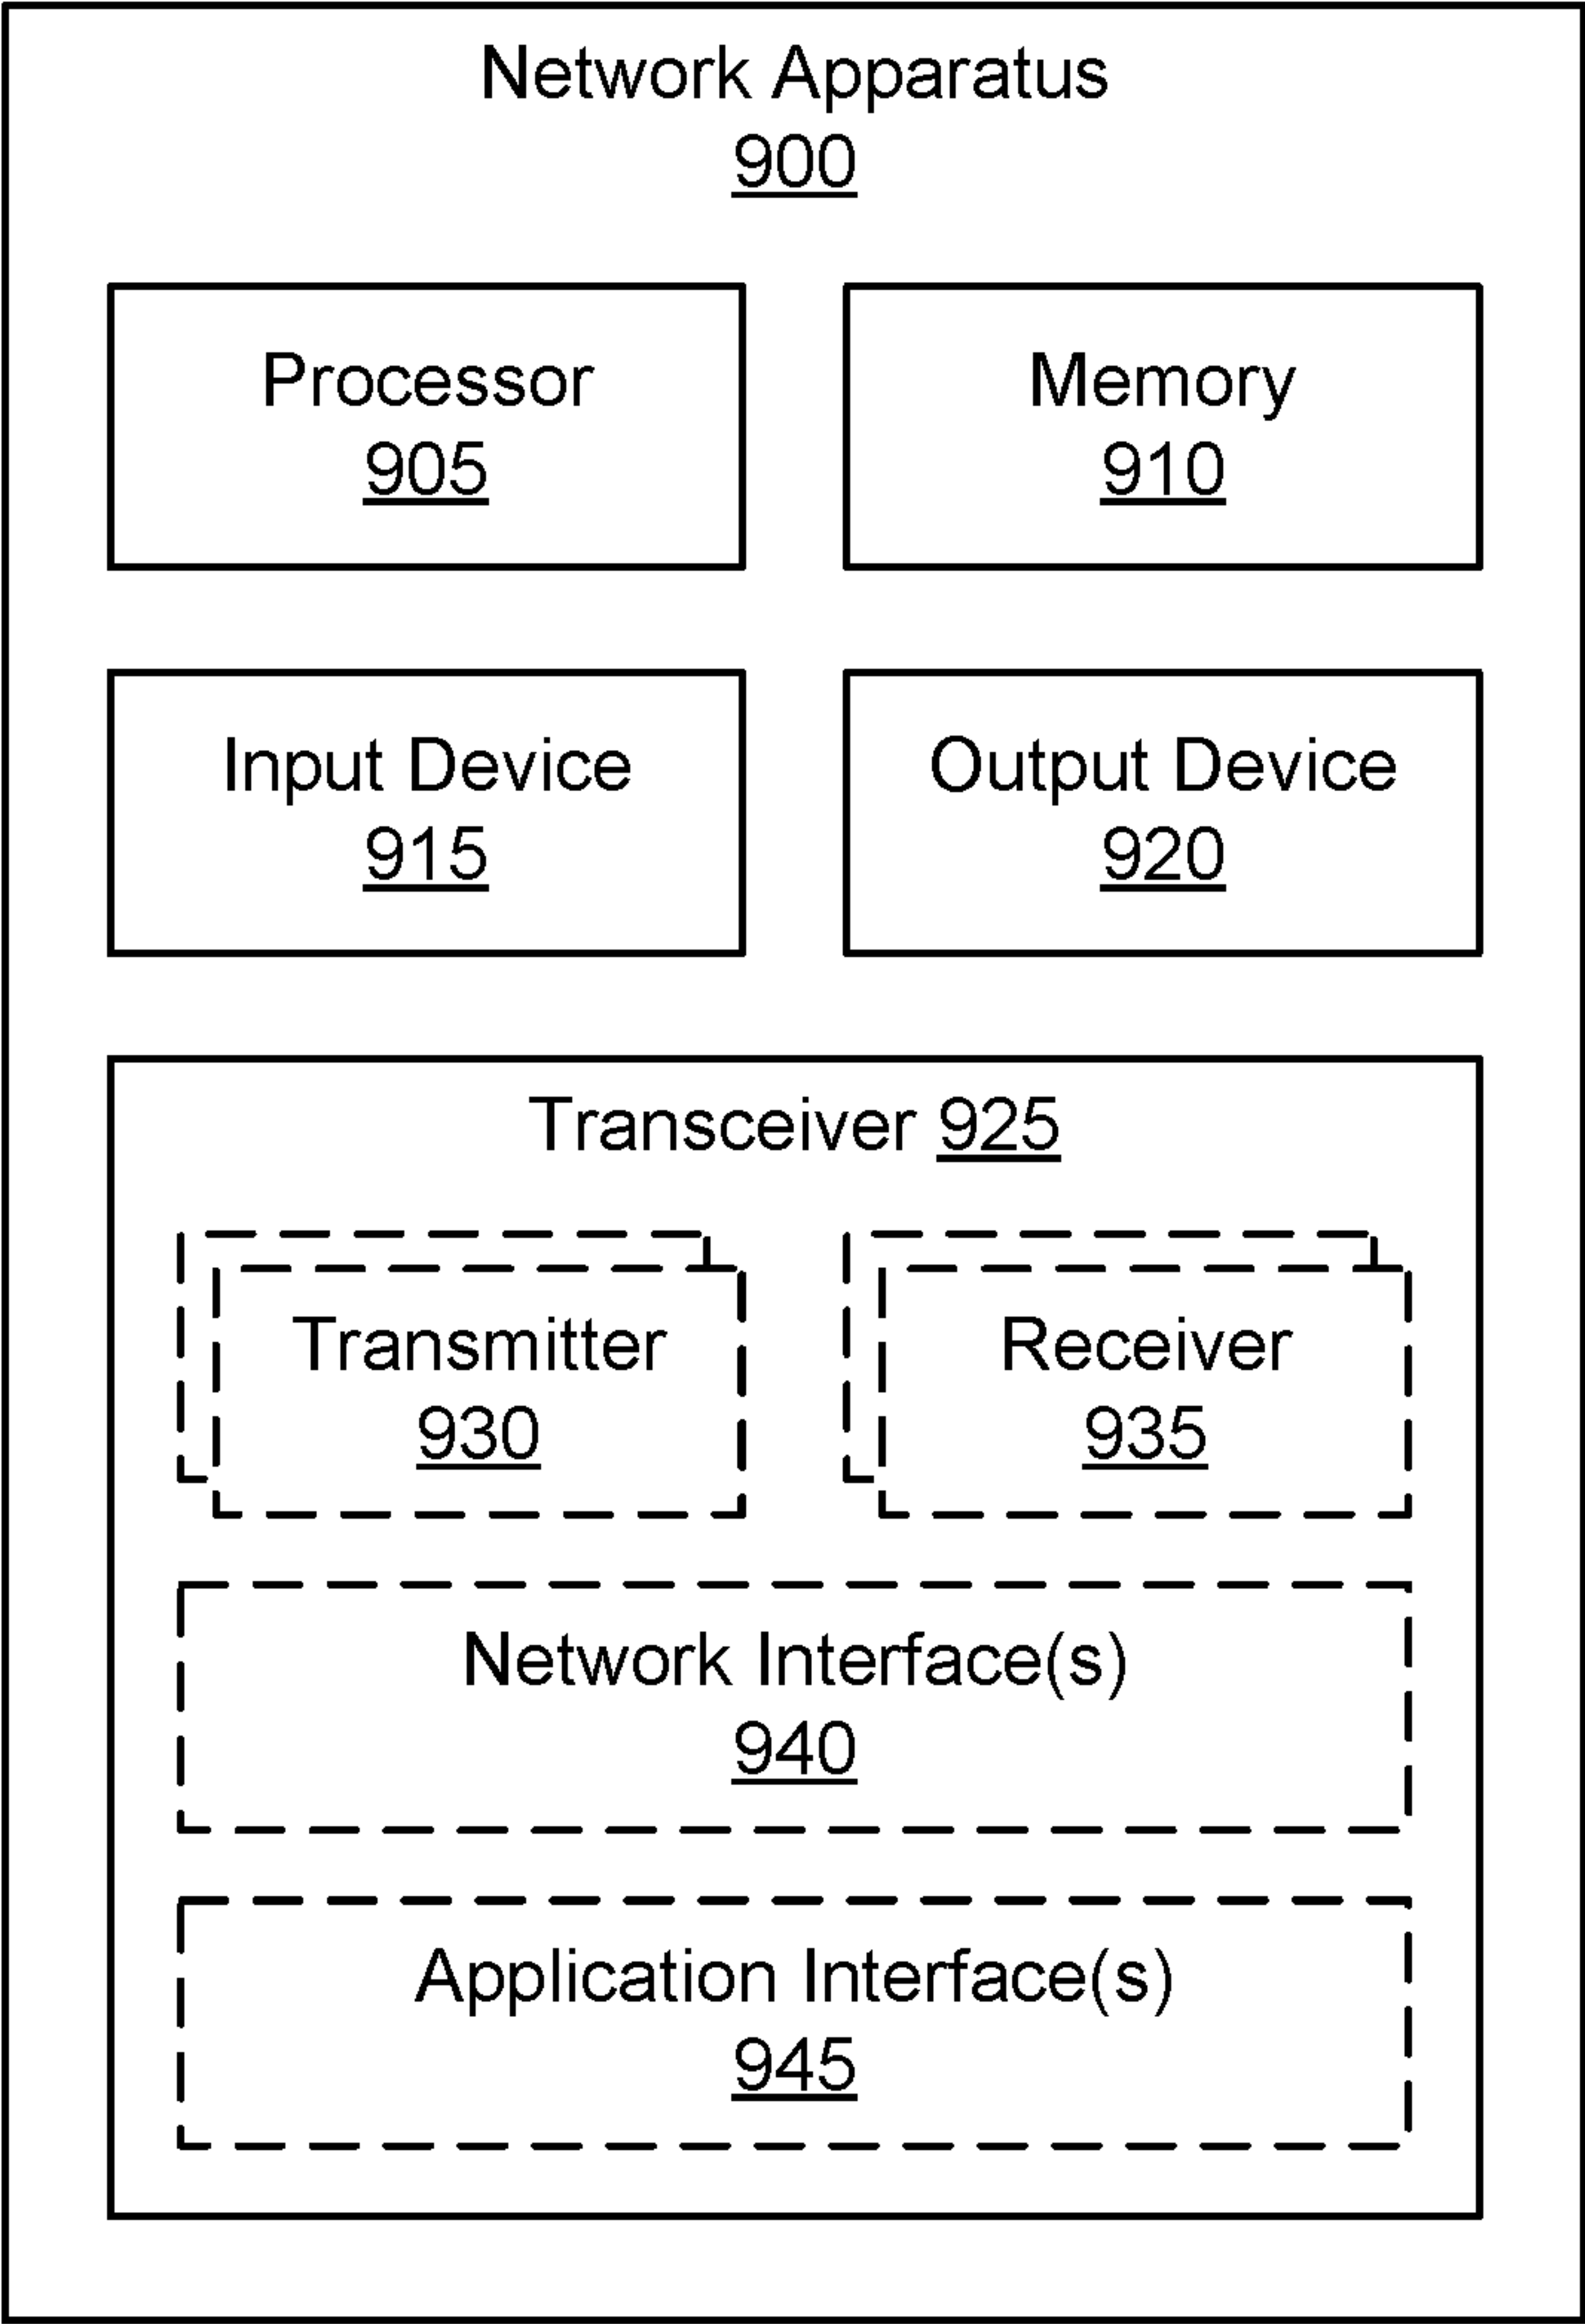 Network Apparatus
900
Processor
905
Memory
910
Input Device
915
Output Device
920
Transceiver 925
Transmitter
930
Receiver
935
Network Interface(s)
940
Application Interface(s)
945